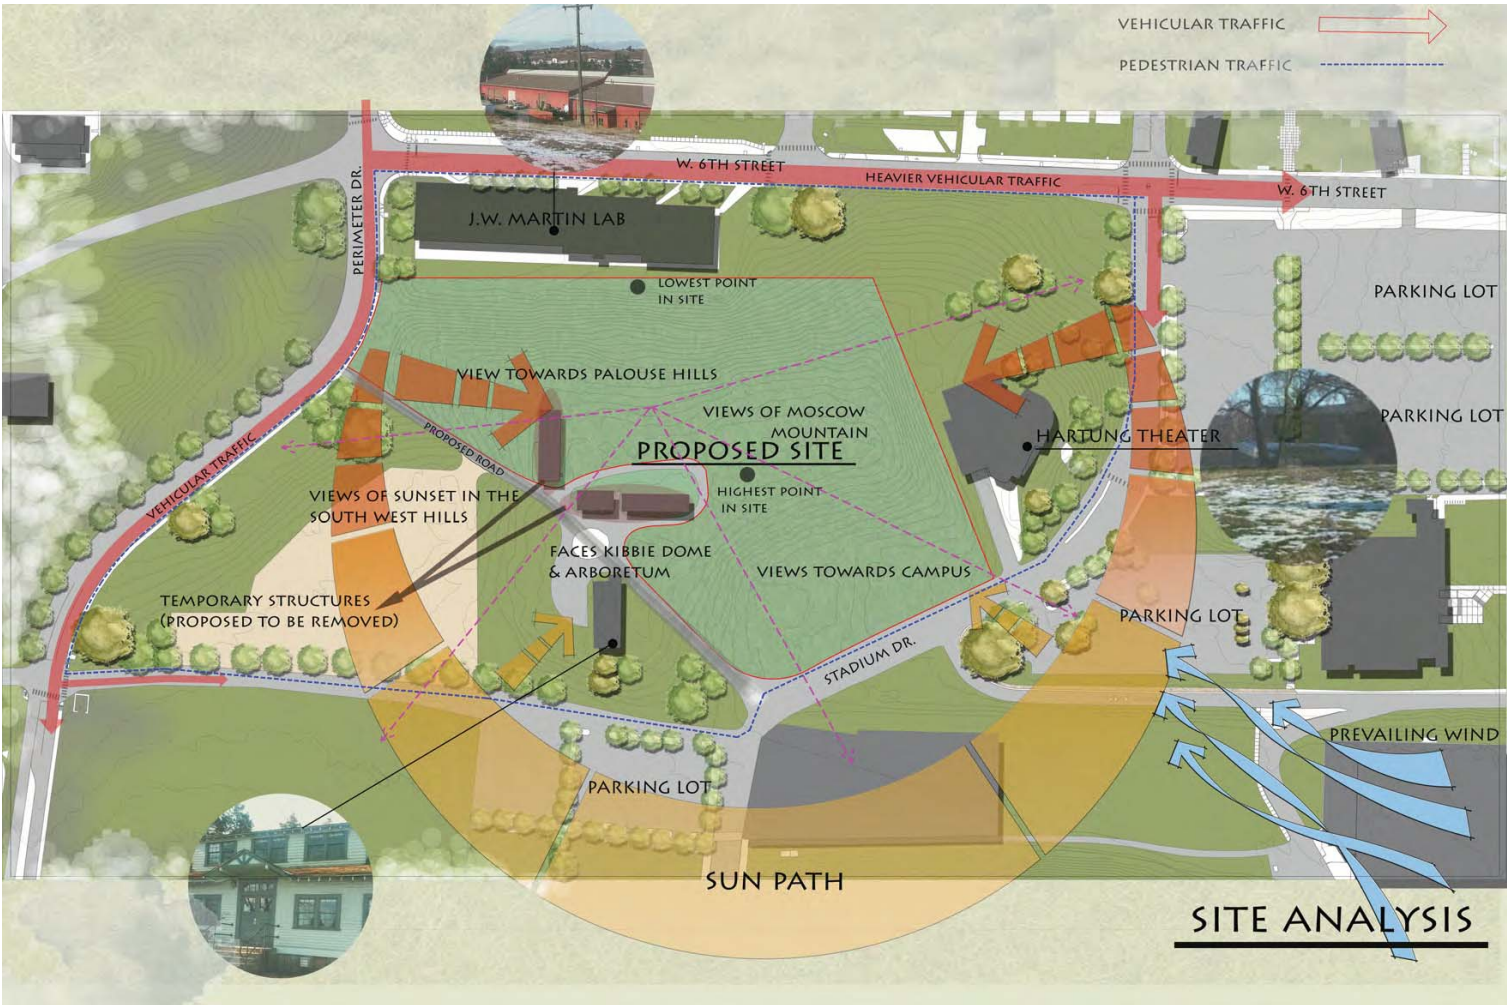 VEHICULAR TRAFFIC
PEDESTRIAN TRAFFIC
W. 6TH STREET
HEAVIER VEHICULAR TRAFFIC
W. 6TH STREET
PERIMETER DR.
J.W. MARTIN LAB
LOWEST POINT
IN SITE
PARKING LOT
VIEW TOWARDS PALOUSE HILLS
VIEWS OF MOSCOW
MOUNTAIN
PARKING LOT
PROPOSED ROAD
PROPOSED SITE
HARTUNG THEATER
VEHICULAR TRAFFIC
VIEWS OF SUNSET IN THE
SOUTH WEST HILLS
HIGHEST POINT
IN SITE
FACES KIBBIE DOME
& ARBORETUM
VIEWS TOWARDS CAMPUS
TEMPORARY STRUCTURES
(PROPOSED TO BE REMOVED)
PARKING LOT
STADIUM DR.
PREVAILING WIND
PARKING LOT
SUN PATH
SITE ANALYSIS